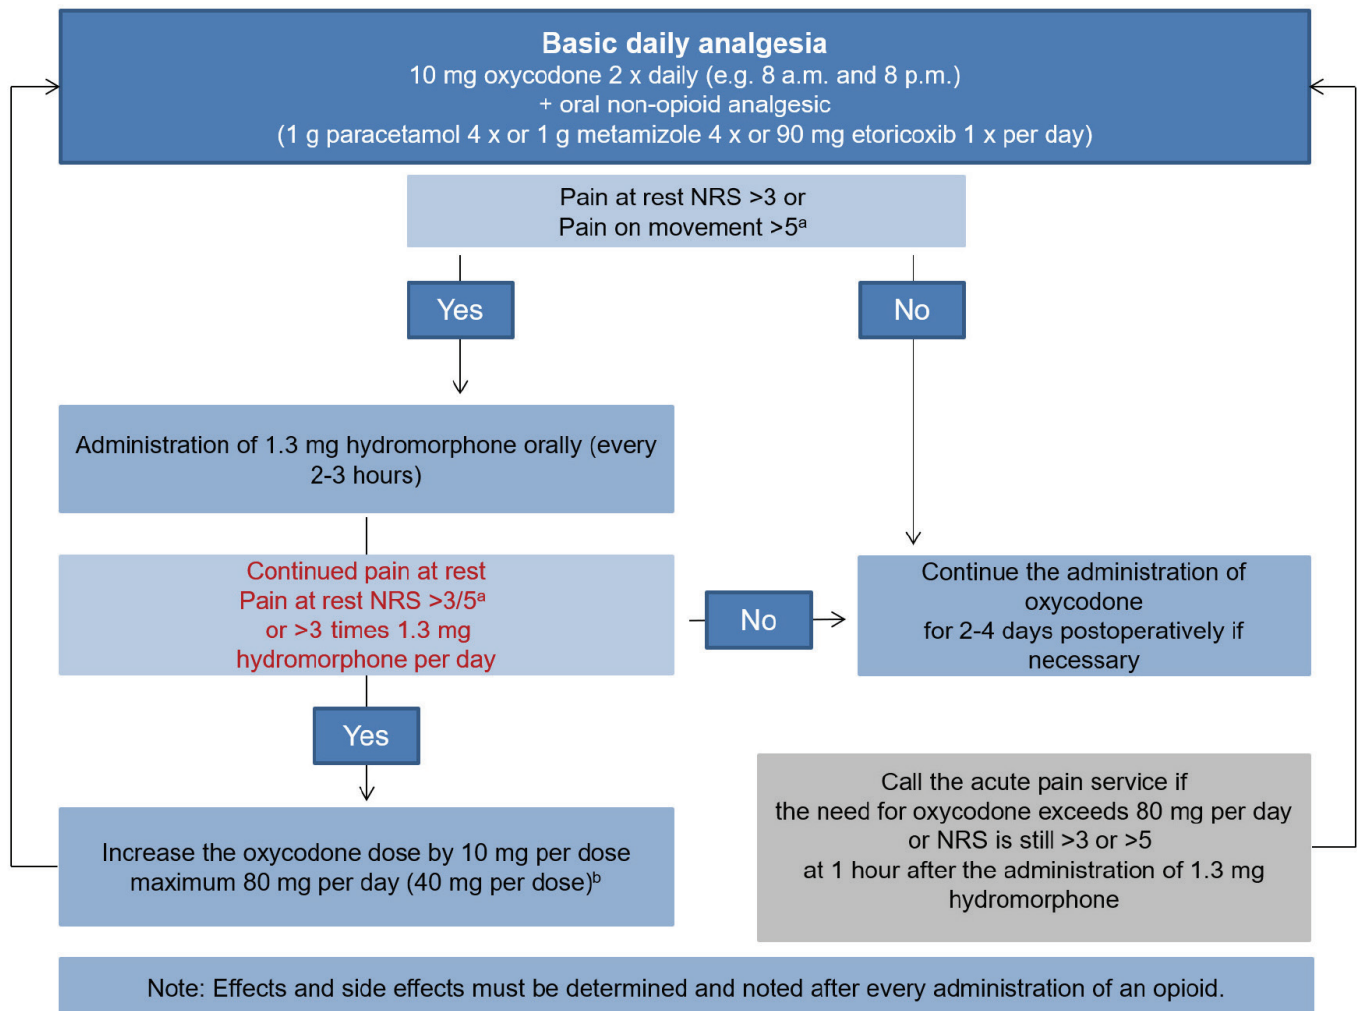 Basic daily analgesia
10 mg oxycodone 2 x daily (e.g. 8 a.m. and 8 p.m.)
+ oral non-opioid analgesic
(1 g paracetamol 4 x or 1 g metamizole 4 x or 90 mg etoricoxib 1 x per day)
Pain at rest NRS >3 or
Pain on movement >5ᵃ
Yes
No
Administration of 1.3 mg hydromorphone orally (every
2-3 hours)
Continued pain at rest
Pain at rest NRS >3/5ᵃ
or >3 times 1.3 mg
hydromorphone per day
No
Continue the administration of
oxycodone
for 2-4 days postoperatively if
necessary
Yes
Increase the oxycodone dose by 10 mg per dose
maximum 80 mg per day (40 mg per dose)ᵇ
Call the acute pain service if
the need for oxycodone exceeds 80 mg per day
or NRS is still >3 or >5
at 1 hour after the administration of 1.3 mg
hydromorphone
Note: Effects and side effects must be determined and noted after every administration of an opioid.